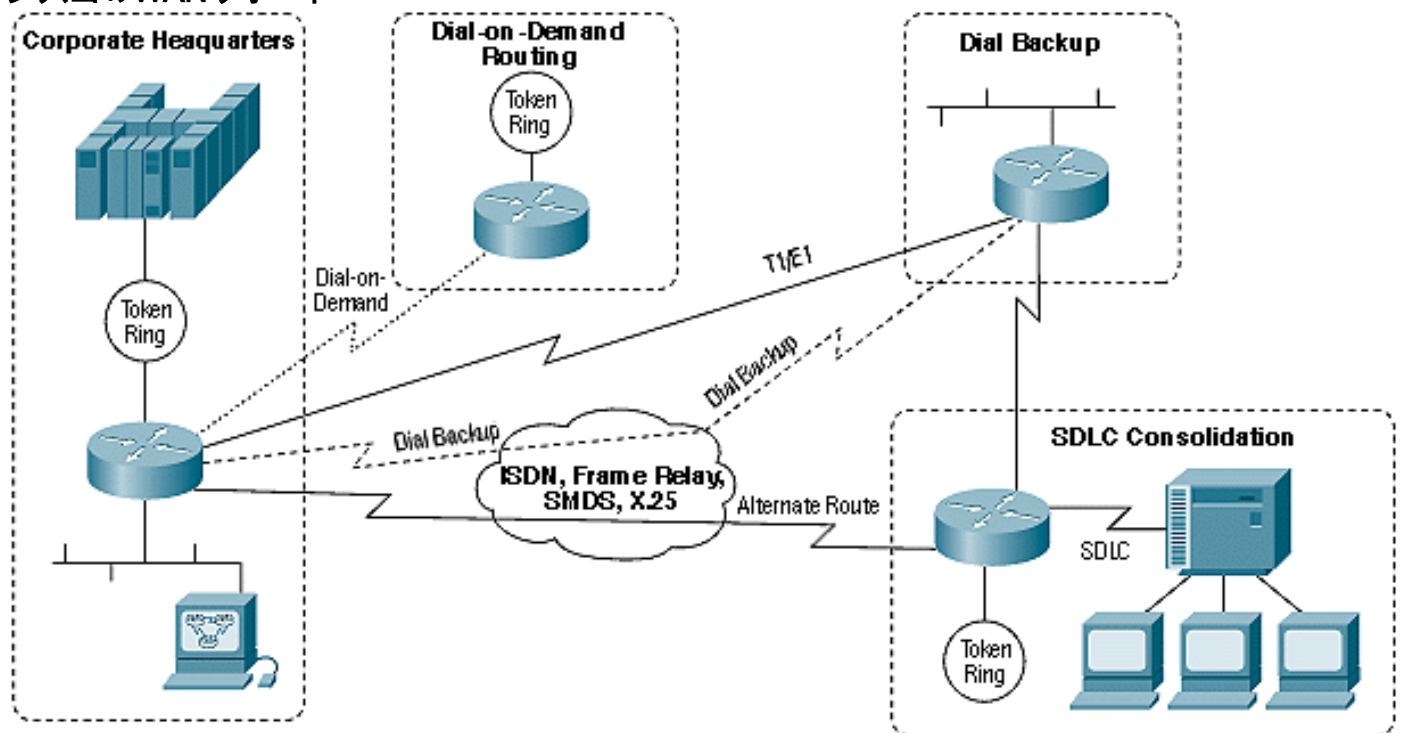 Corporate Heaquarters
Dial-on-Demand
Routing
Dial Backup
Token
Ring
Token
Ring
Dial-on-
Demand
T1/E1
Dial Backup
Dial Backup
ISDN, Frame Relay,
SMDS, X.25
Alternate Route
SDLC Consolidation
SDLC
Token
Ring